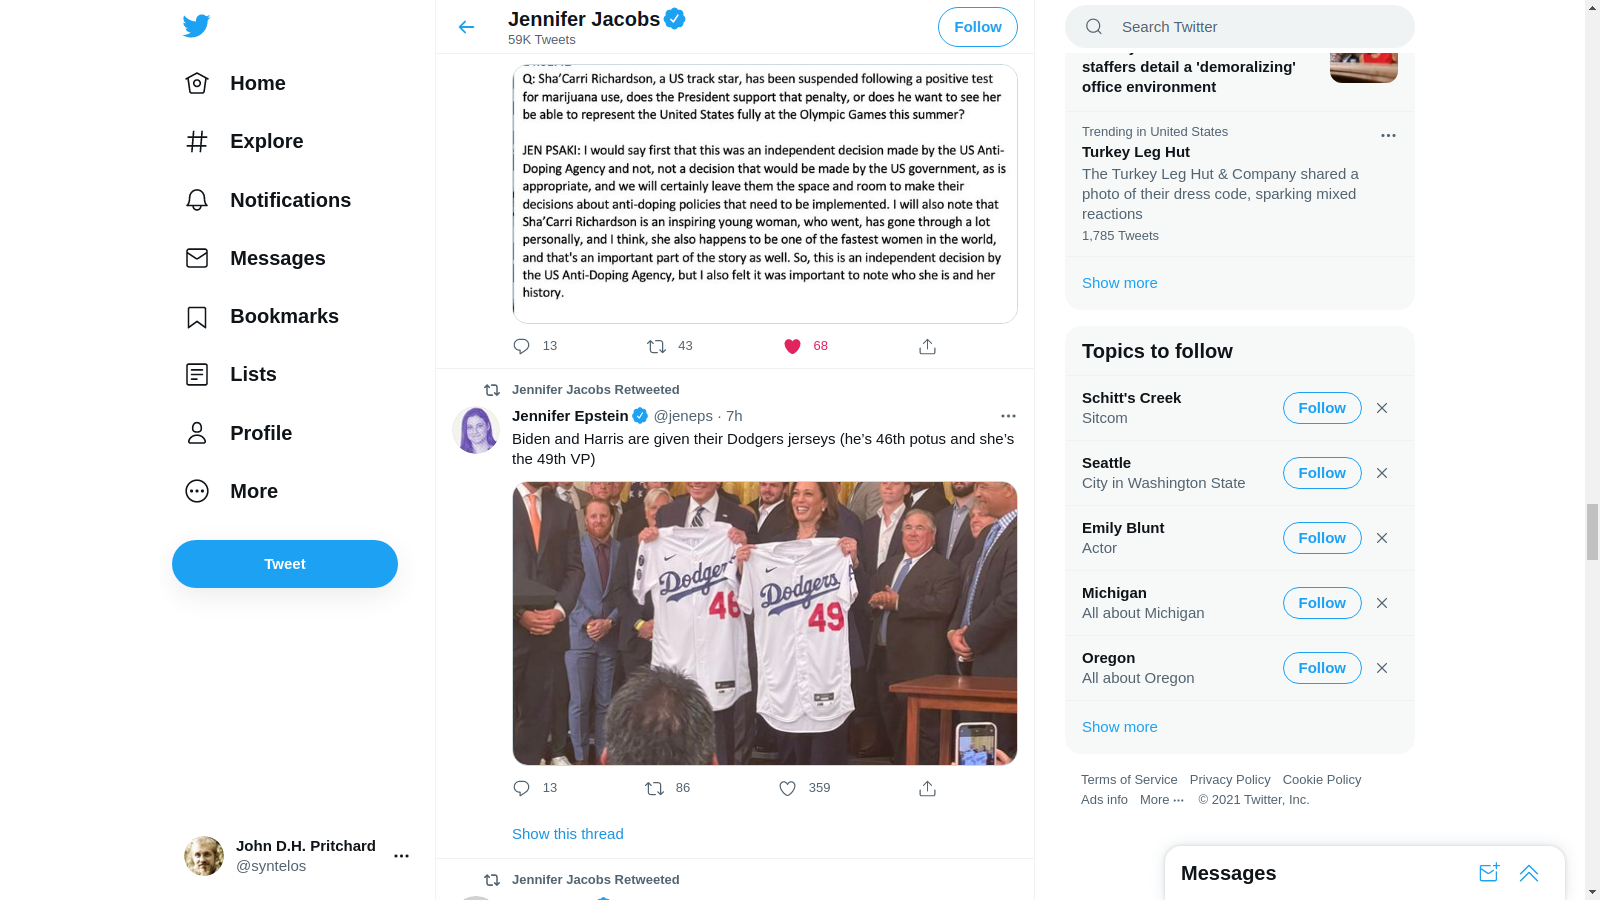 Home
Explore
Notifications
Messages
Bookmarks
Lists
Profile
More
Tweet
John D.H. Pritchard
@syntelos
Jennifer Jacobs
59K Tweets
Follow
Q: Sha'Carri Richardson, a US track star, has been suspended following a positive test
for marijuana use, does the President support that penalty, or does he want to see her
be able to represent the United States fully at the Olympic Games this summer?
JEN PSAKI: I would say first that this was an independent decision made by the US Anti-
Doping Agency and not, not a decision that would be made by the US government, as is
appropriate, and we will certainly leave them the space and room to make their
decisions about anti-doping policies that need to be implemented. I will also note that
Sha'Carri Richardson is an inspiring young woman, who went, has gone through a lot
personally, and I think, she also happens to be one of the fastest women in the world,
and that's an important part of the story as well. So, this is an independent decision by
the US Anti-Doping Agency, but I also felt it was important to note who she is and her
history.
13 43 68
Jennifer Jacobs Retweeted
Jennifer Epstein @jeneps · 7h
Biden and Harris are given their Dodgers jerseys (he's 46th potus and she's
the 49th VP)
Dodgers
46
Dodgers
49
13 86 359
Show this thread
Jennifer Jacobs Retweeted
Search Twitter
staffers detail a 'demoralizing'
office environment
Trending in United States
Turkey Leg Hut
The Turkey Leg Hut & Company shared a
photo of their dress code, sparking mixed
reactions
1,785 Tweets
Show more
Topics to follow
Schitt's Creek
Sitcom
Follow
Seattle
City in Washington State
Follow
Emily Blunt
Actor
Follow
Michigan
All about Michigan
Follow
Oregon
All about Oregon
Follow
Show more
Terms of Service Privacy Policy Cookie Policy
Ads info More ··· © 2021 Twitter, Inc.
Messages